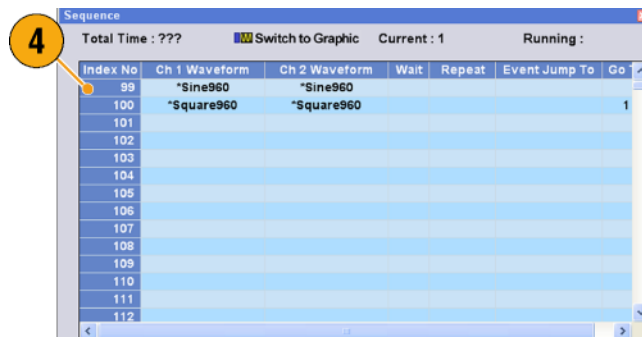 Sequence
4
Total Time : ??? Switch to Graphic Current : 1 Running :
Index No Ch 1 Waveform Ch 2 Waveform Wait Repeat Event Jump To Go
99 *Sine960 *Sine960
100 *Square960 *Square960 1
101
102
103
104
105
106
107
108
109
110
111
112